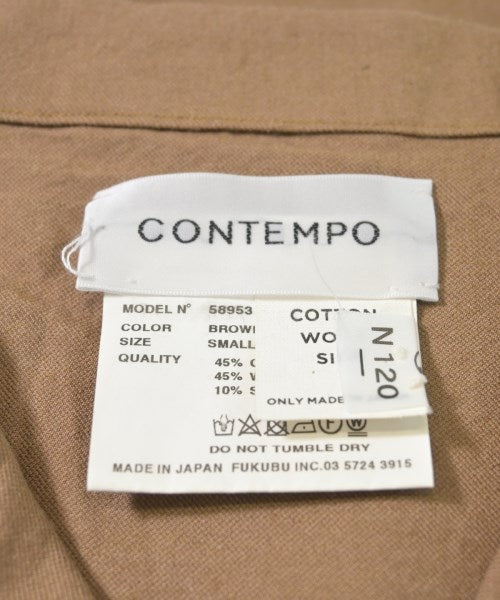 CONTEMPO
MODEL N° 58953
COLOR BROW
SIZE SMALL
QUALITY 45%
45%
10%
COTTON
WO
SI
ONLY MADE
N
120
DO NOT TUMBLE DRY
MADE IN JAPAN FUKUBU INC.03 5724 3915